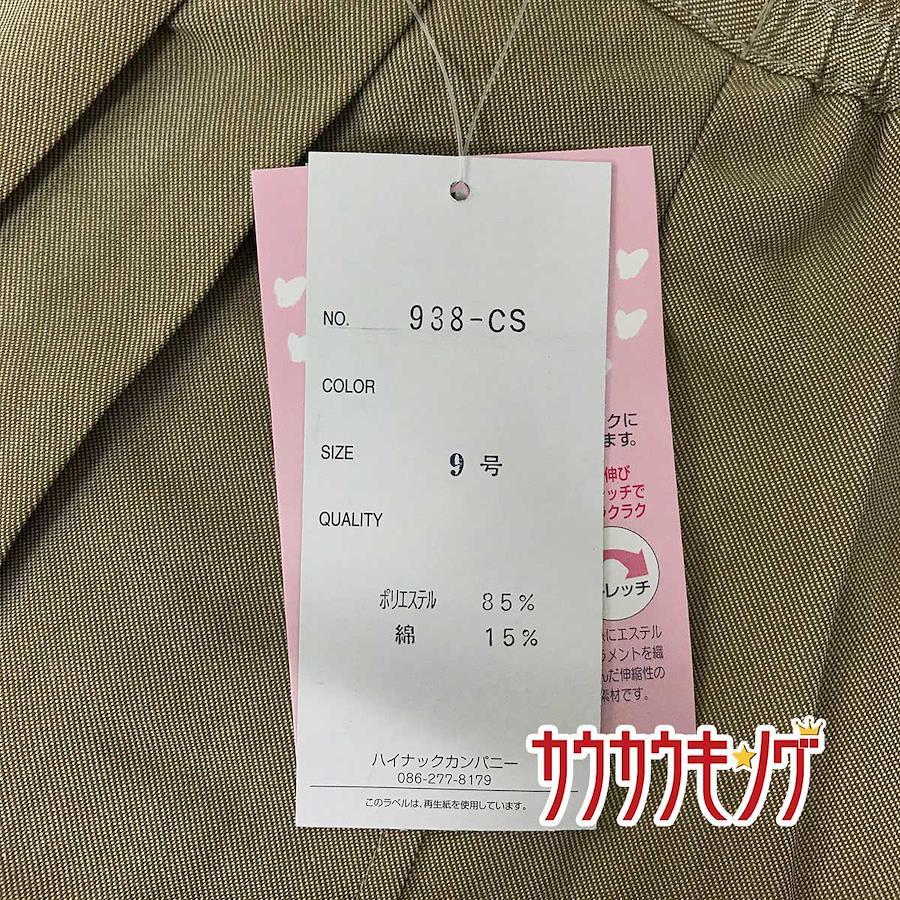 NO. 938-CS
COLOR
SIZE 9 号
QUALITY
ポリエステル 85%
綿 15%
ハイナックカンパニー
086-277-8179
このラベルは、再生紙を使用しています。
クに
ます。
伸び
ッチで
クラク
レッチ
にエステル
ラメントを織
んだ伸縮性の
素材です。
カウカウキング